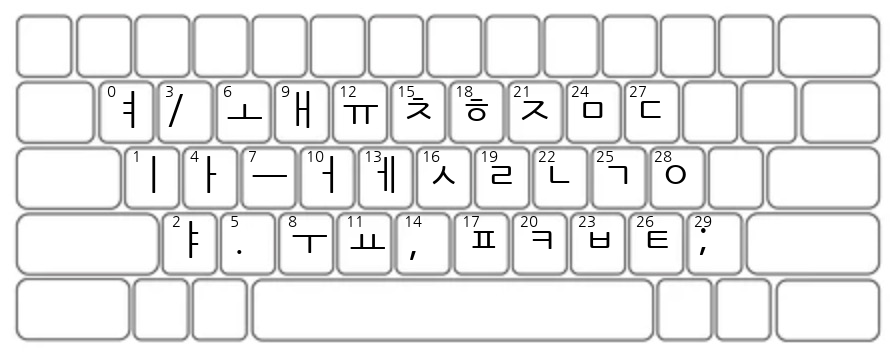 0 ㅕ 3 / 6 ㅗ 9 ㅐ 12 ㅠ 15 ㅊ 18 ㅎ 21 ㅈ 24 ㅁ 27 ㄷ
1 ㅣ 4 ㅏ 7 ㅡ 10 ㅓ 13 ㅔ 16 ㅅ 19 ㄹ 22 ㄴ 25 ㄱ 28 ㅇ
2 ㅑ 5 . 8 ㅜ 11 ㅛ 14 , 17 ㅍ 20 ㅋ 23 ㅂ 26 ㅌ 29 ;